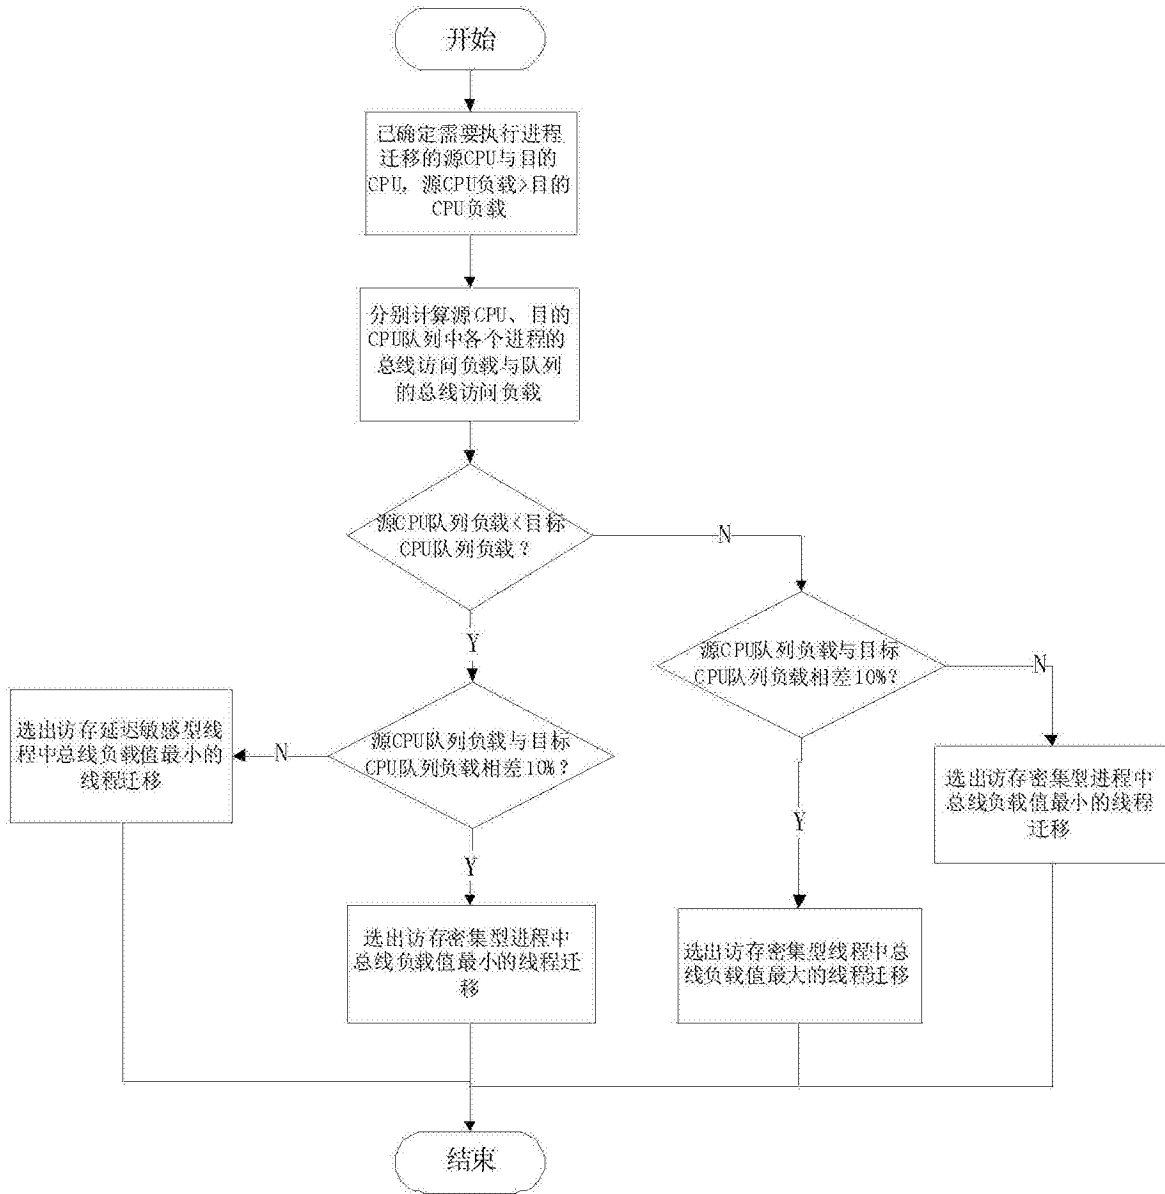 开始
已确定需要执行进程
迁移的源CPU与目的
CPU，源CPU负载>目的
CPU负载
分别计算源CPU、目的
CPU队列中各个进程的
总线访问负载与队列
的总线访问负载
源CPU队列负载<目标
CPU队列负载？
N
Y
源CPU队列负载与目标
CPU队列负载相差10%？
N
选出访存延迟敏感型线
程中总线负载值最小的
线程迁移
N
源CPU队列负载与目标
CPU队列负载相差10%？
选出访存密集型进程中
总线负载值最小的线程
迁移
Y
Y
选出访存密集型进程中
总线负载值最小的线程迁
移
选出访存密集型线程中总
线负载值最大的线程迁移
结束